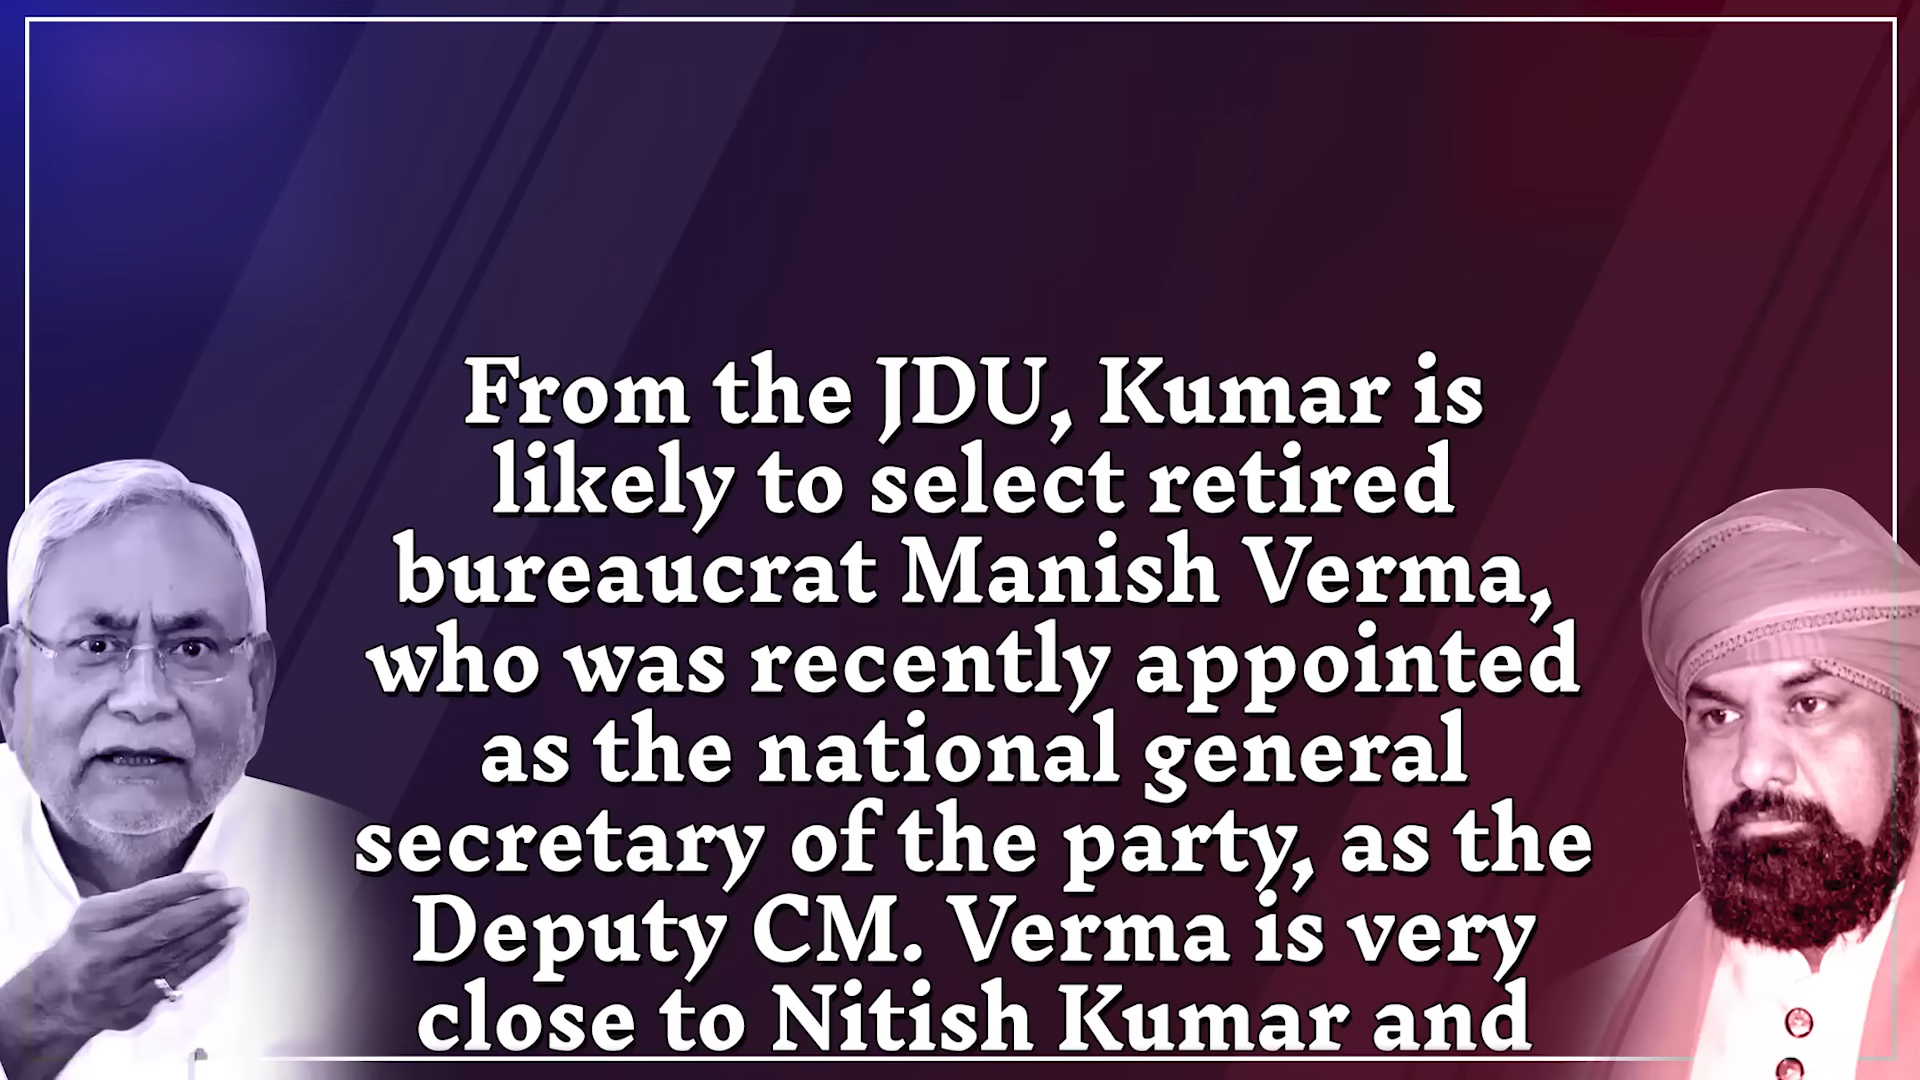 From the JDU, Kumar is
likely to select retired
bureaucrat Manish Verma,
who was recently appointed
as the national general
secretary of the party, as the
Deputy CM. Verma is very
close to Nitish Kumar and